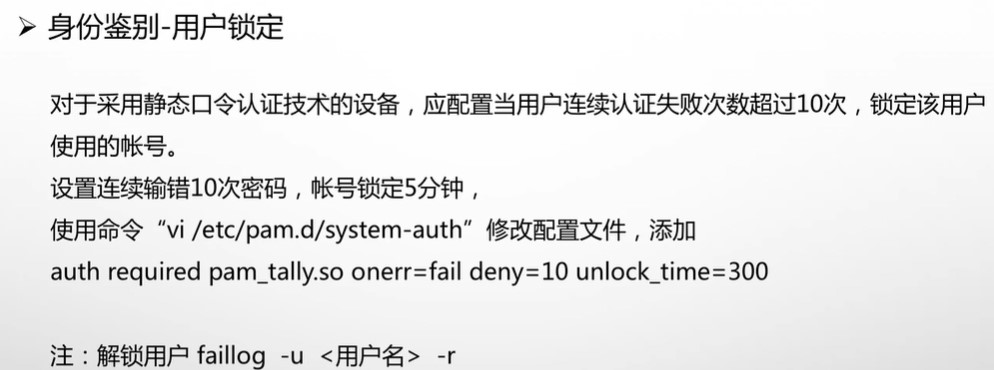 ➢ 身份鉴别-用户锁定
对于采用静态口令认证技术的设备，应配置当用户连续认证失败次数超过10次，锁定该用户
使用的帐号。
设置连续输错10次密码，帐号锁定5分钟，
使用命令“vi /etc/pam.d/system-auth”修改配置文件，添加
auth required pam_tally.so onerr=fail deny=10 unlock_time=300
注：解锁用户 faillog -u <用户名> -r